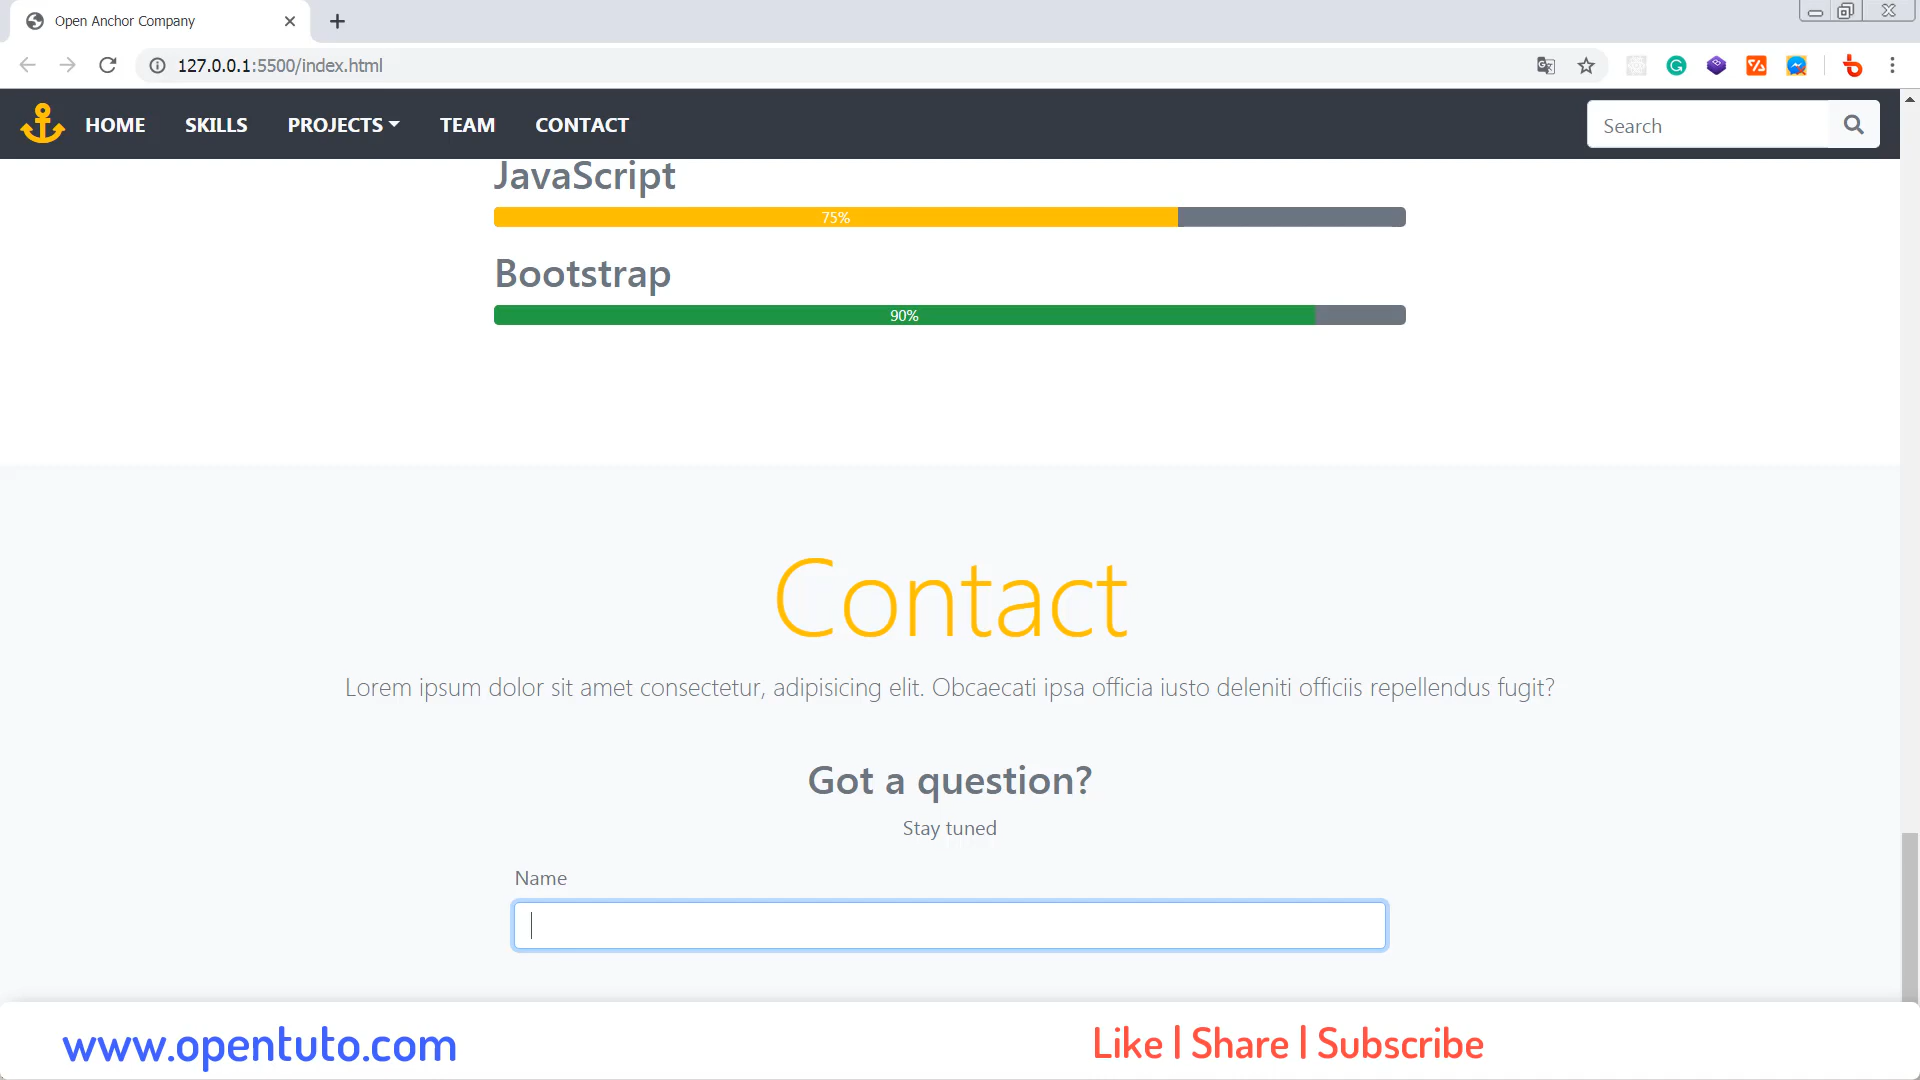 Open Anchor Company
127.0.0.1:5500/index.html
HOME SKILLS PROJECTS TEAM CONTACT Search
JavaScript
75%
Bootstrap
90%
Contact
Lorem ipsum dolor sit amet consectetur, adipisicing elit. Obcaecati ipsa officia iusto deleniti officiis repellendus fugit?
Got a question?
Stay tuned
Name
www.opentuto.com Like | Share | Subscribe